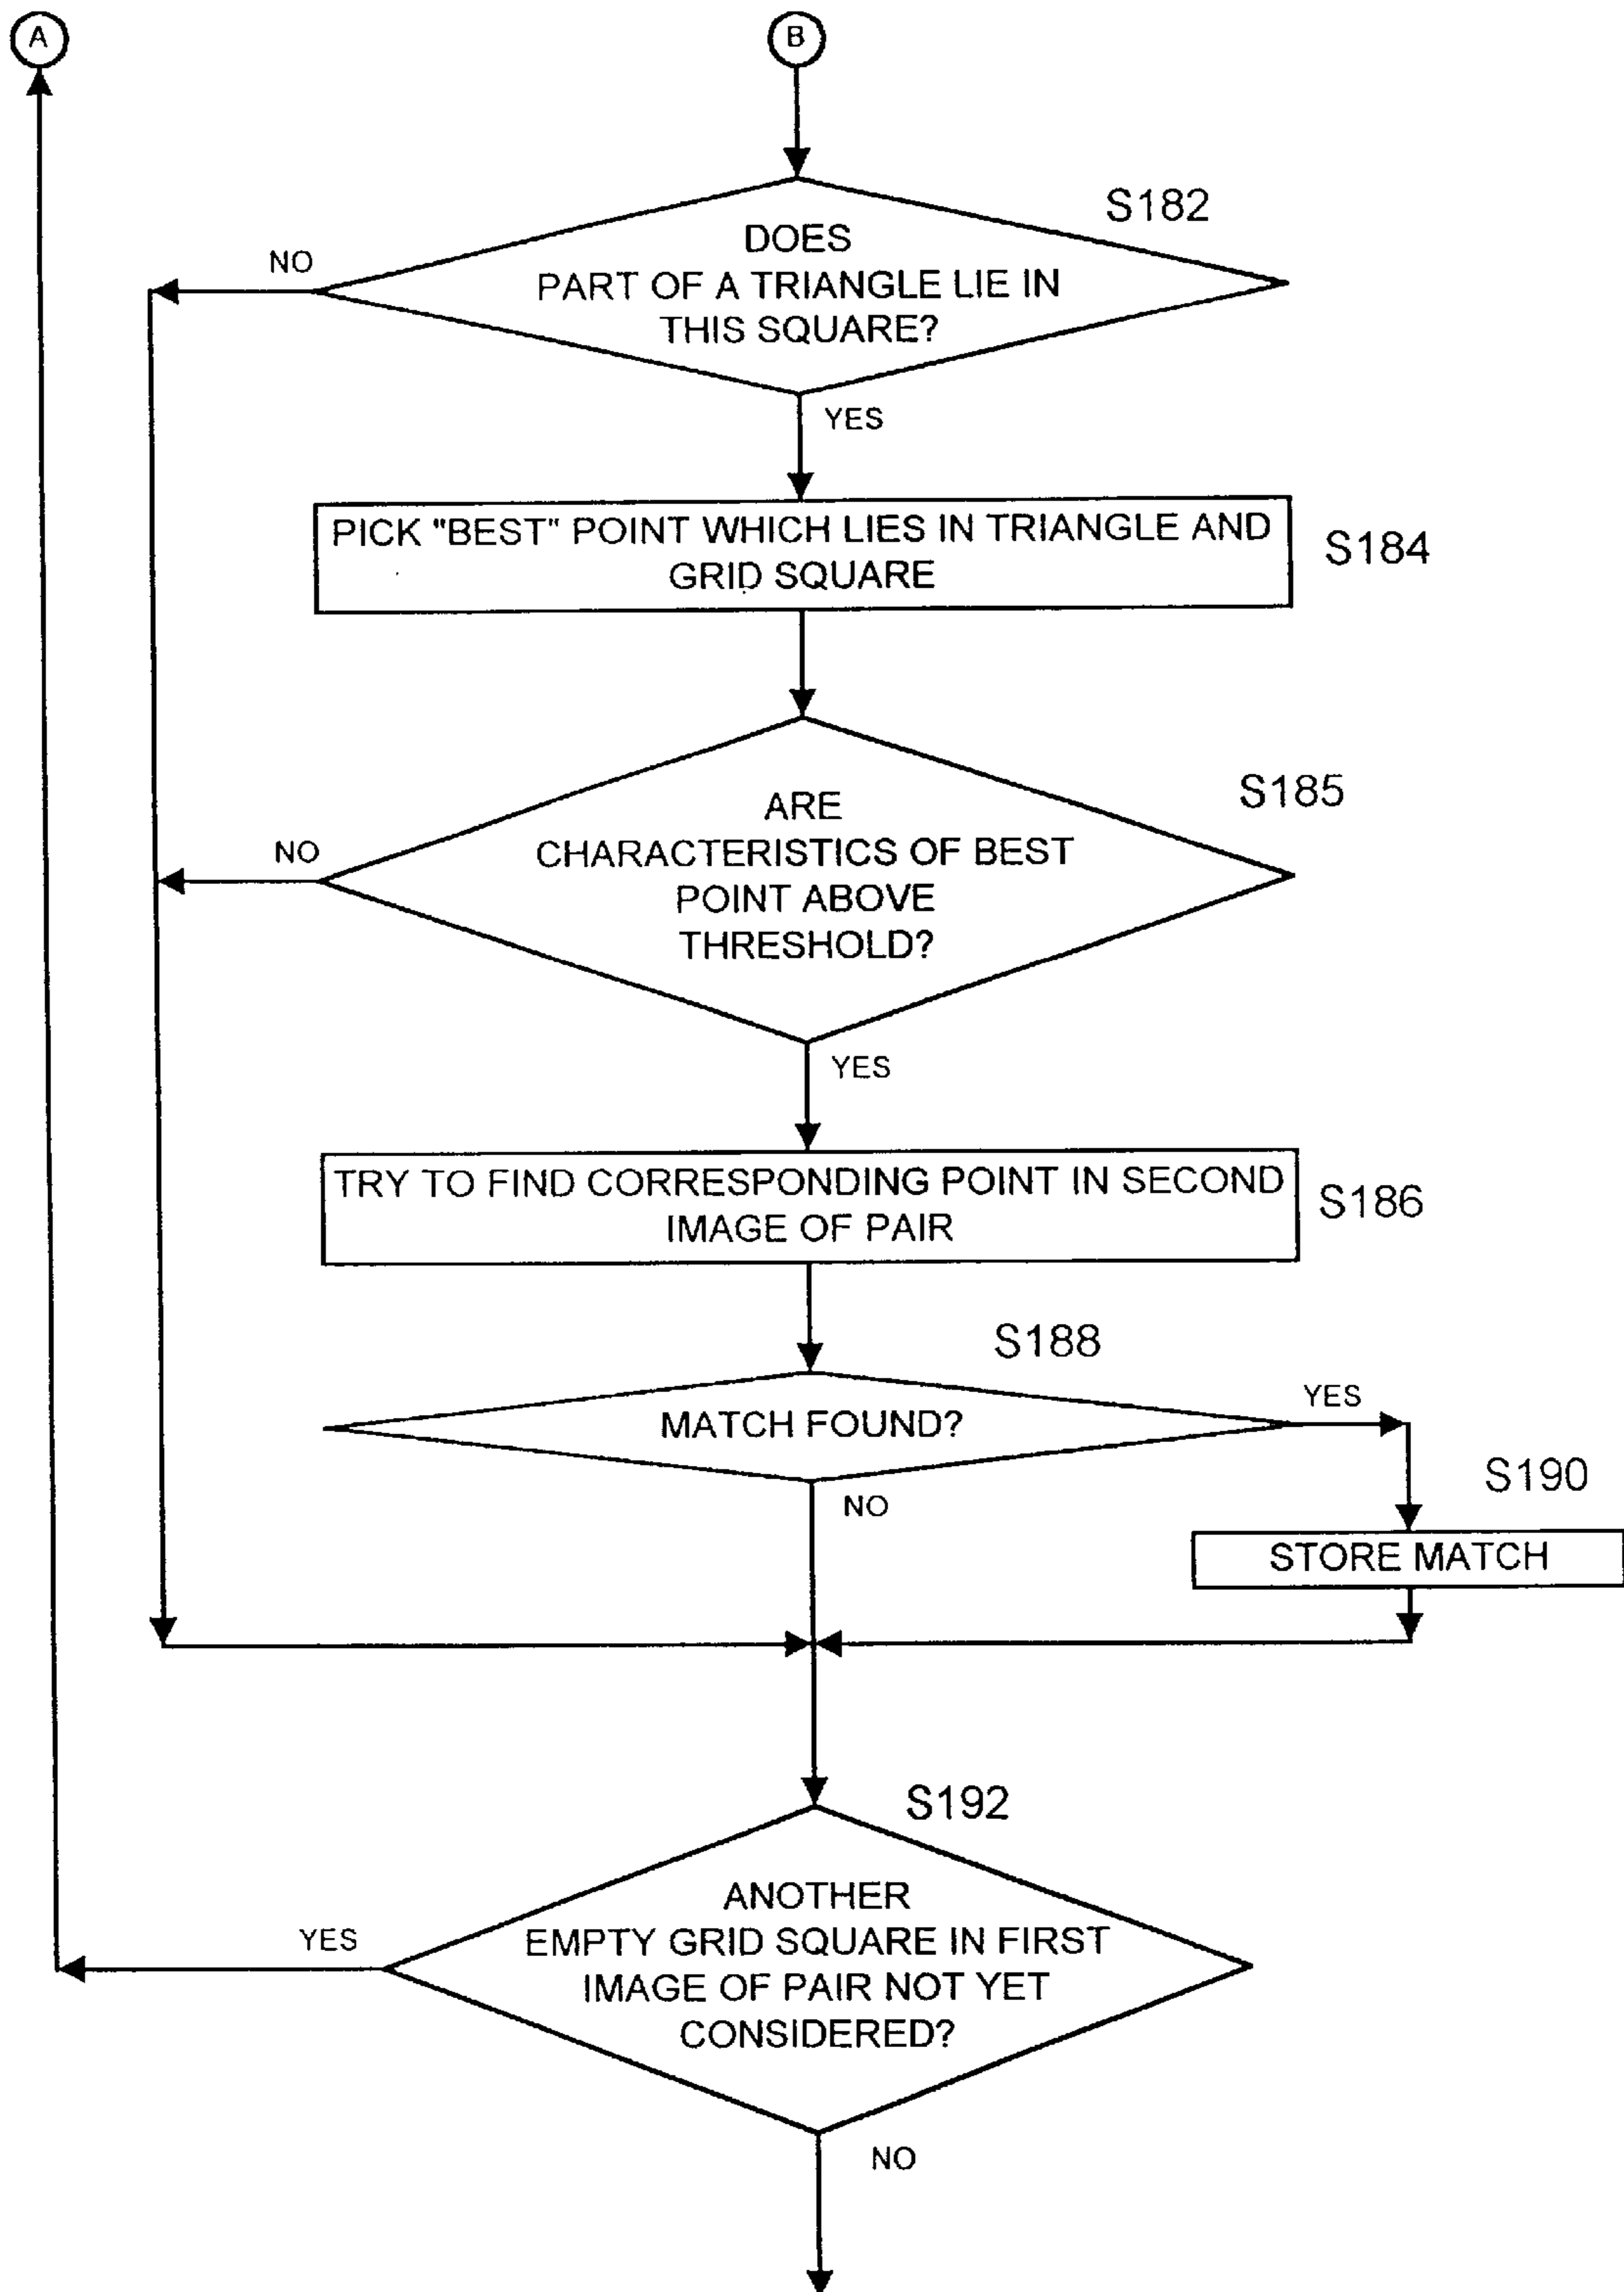 A
B
S182
DOES
PART OF A TRIANGLE LIE IN
THIS SQUARE?
NO
YES
PICK "BEST" POINT WHICH LIES IN TRIANGLE AND
GRID SQUARE
S184
S185
ARE
CHARACTERISTICS OF BEST
POINT ABOVE
THRESHOLD?
NO
YES
TRY TO FIND CORRESPONDING POINT IN SECOND
IMAGE OF PAIR
S186
S188
MATCH FOUND?
YES
NO
S190
STORE MATCH
S192
ANOTHER
EMPTY GRID SQUARE IN FIRST
IMAGE OF PAIR NOT YET
CONSIDERED?
YES
NO